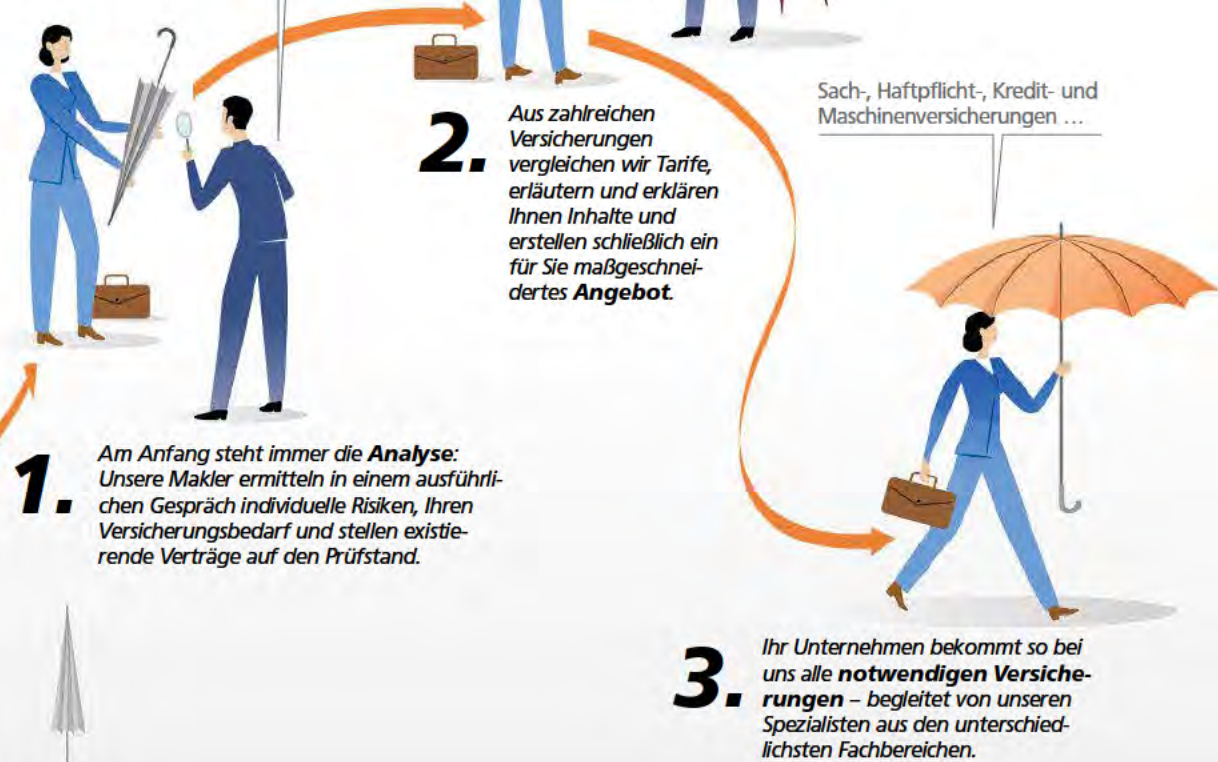 1.
Am Anfang steht immer die Analyse:
Unsere Makler ermitteln in einem ausführli-
chen Gespräch individuelle Risiken, Ihren
Versicherungsbedarf und stellen existie-
rende Verträge auf den Prüfstand.
2.
Aus zahlreichen
Versicherungen
vergleichen wir Tarife,
erläutern und erklären
Ihnen Inhalte und
erstellen schließlich ein
für Sie maßgeschnei-
dertes Angebot.
Sach-, Haftpflicht-, Kredit- und
Maschinenversicherungen …
3.
Ihr Unternehmen bekommt so bei
uns alle notwendigen Versiche-
rungen – begleitet von unseren
Spezialisten aus den unterschied-
lichsten Fachbereichen.